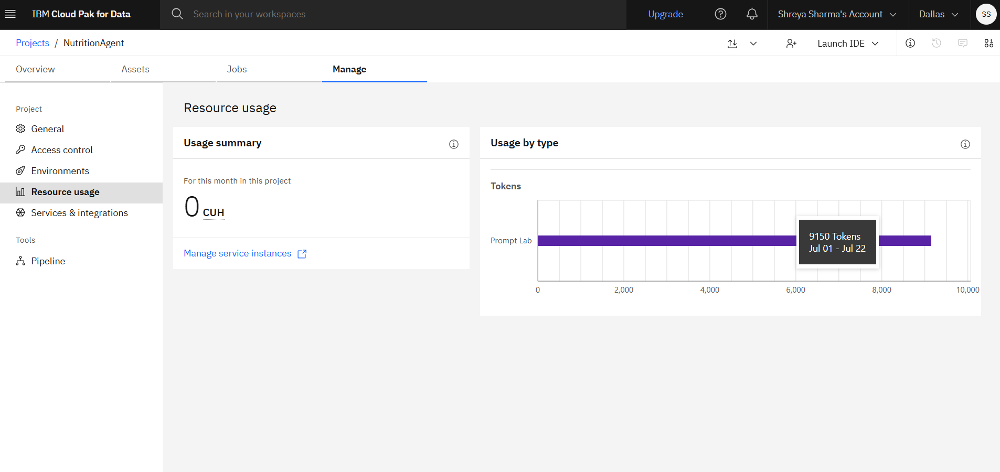 IBM Cloud Pak for Data
Search in your workspaces
Upgrade
Shreya Sharma's Account
Dallas
SS
Projects / NutritionAgent
Launch IDE
Overview
Assets
Jobs
Manage
Project
General
Access control
Environments
Resource usage
Services & integrations
Tools
Pipeline
Resource usage
Usage summary
For this month in this project
0 CUH
Manage service instances
Usage by type
Tokens
Prompt Lab
9150 Tokens
Jul 01 - Jul 22
0
2,000
4,000
6,000
8,000
10,000